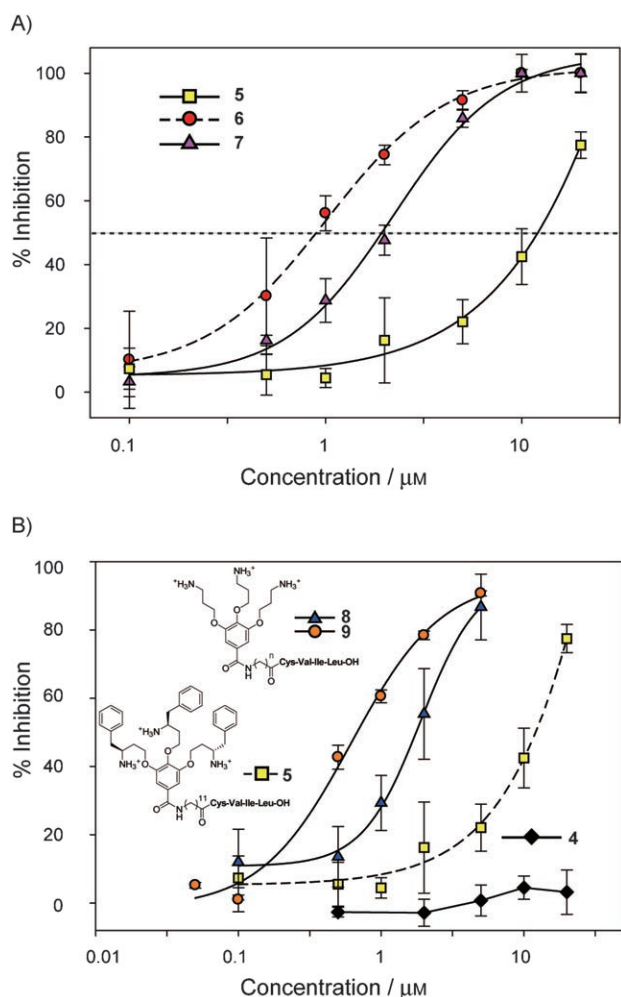 A)
100
80
60
40
20
0
% Inhibition
5
6
7
0.1
1
10
Concentration / μM
B)
100
80
60
40
20
0
% Inhibition
NH₃⁺
⁺H₃N
NH₃⁺
O
O
O
8
9
O
N
H
n
O
Cys-Val-Ile-Leu-OH
⁺H₃N
O
O
O
NH₃⁺
NH₃⁺
5
O
N
H
11
O
Cys-Val-Ile-Leu-OH
4
0.01
0.1
1
10
Concentration / μM